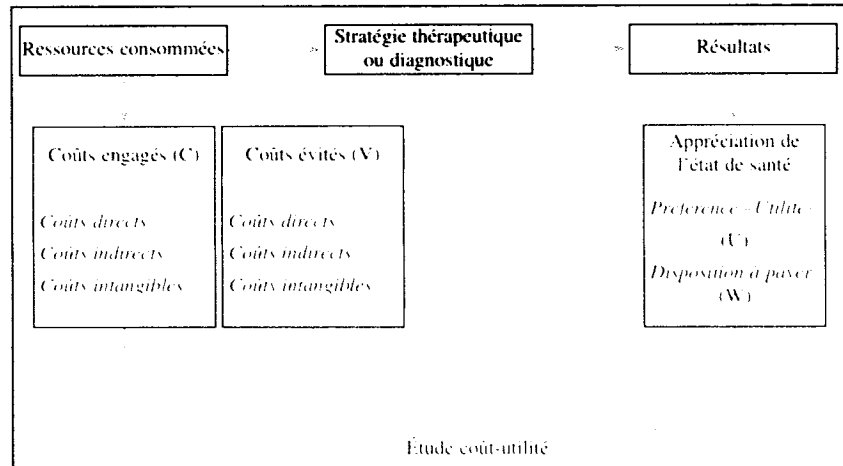 Ressources consommées
Stratégie thérapeutique
ou diagnostique
Résultats
Coûts engagés (C)
Coûts directs
Coûts indirects
Coûts intangibles
Coûts évités (V)
Coûts directs
Coûts indirects
Coûts intangibles
Appréciation de
l'état de santé
Préférence - Utilité
(U)
Disposition à payer
(W)
Étude coût-utilité